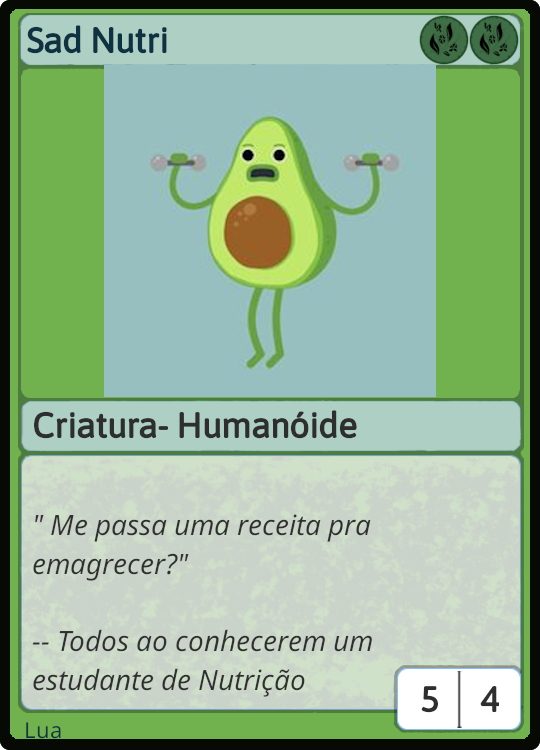 Sad Nutri
Criatura- Humanóide
" Me passa uma receita pra
emagrecer?"
-- Todos ao conhecerem um
estudante de Nutrição
5 4
Lua